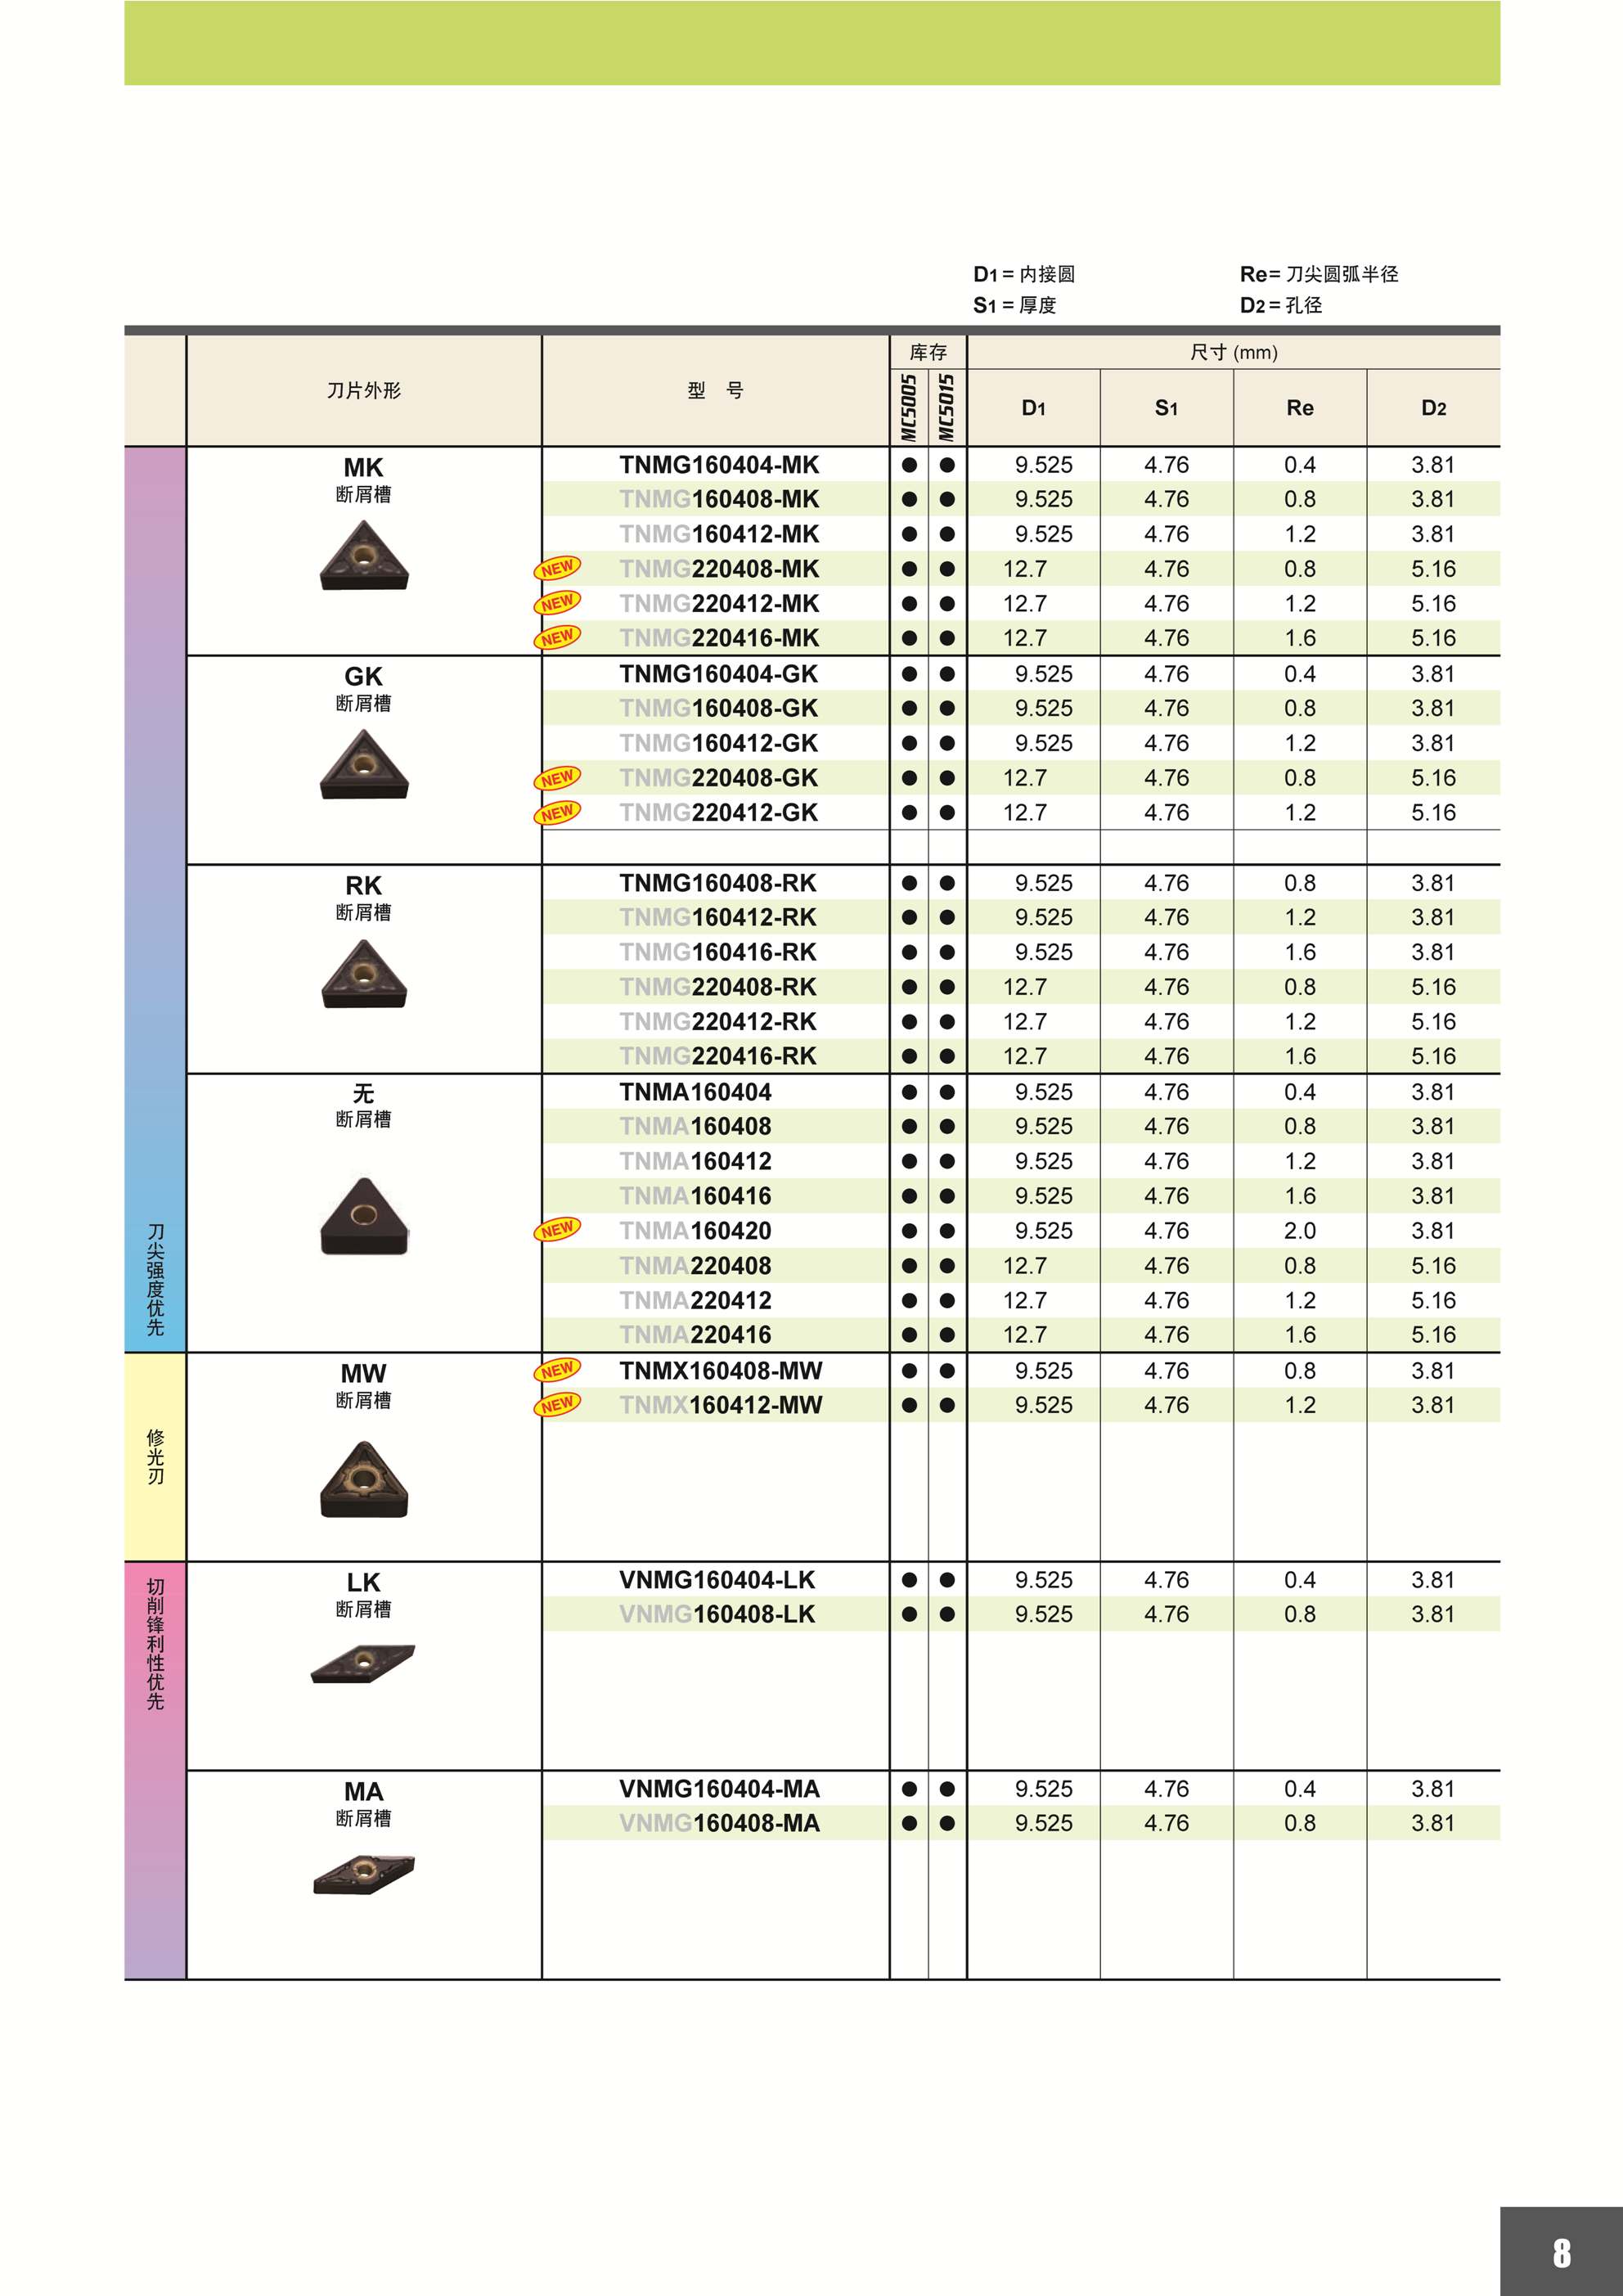 D1 = 内接圆 Re= 刀尖圆弧半径
S1 = 厚度 D2 = 孔径
刀片外形 型 号 库存 尺寸 (mm)
MC5005 MC5015 D1 S1 Re D2
MK
断屑槽
TNMG160404-MK ● ● 9.525 4.76 0.4 3.81
TNMG160408-MK ● ● 9.525 4.76 0.8 3.81
TNMG160412-MK ● ● 9.525 4.76 1.2 3.81
NEW TNMG220408-MK ● ● 12.7 4.76 0.8 5.16
NEW TNMG220412-MK ● ● 12.7 4.76 1.2 5.16
NEW TNMG220416-MK ● ● 12.7 4.76 1.6 5.16
GK
断屑槽
TNMG160404-GK ● ● 9.525 4.76 0.4 3.81
TNMG160408-GK ● ● 9.525 4.76 0.8 3.81
TNMG160412-GK ● ● 9.525 4.76 1.2 3.81
NEW TNMG220408-GK ● ● 12.7 4.76 0.8 5.16
NEW TNMG220412-GK ● ● 12.7 4.76 1.2 5.16
RK
断屑槽
TNMG160408-RK ● ● 9.525 4.76 0.8 3.81
TNMG160412-RK ● ● 9.525 4.76 1.2 3.81
TNMG160416-RK ● ● 9.525 4.76 1.6 3.81
TNMG220408-RK ● ● 12.7 4.76 0.8 5.16
TNMG220412-RK ● ● 12.7 4.76 1.2 5.16
TNMG220416-RK ● ● 12.7 4.76 1.6 5.16
无
断屑槽
TNMA160404 ● ● 9.525 4.76 0.4 3.81
TNMA160408 ● ● 9.525 4.76 0.8 3.81
TNMA160412 ● ● 9.525 4.76 1.2 3.81
TNMA160416 ● ● 9.525 4.76 1.6 3.81
NEW TNMA160420 ● ● 9.525 4.76 2.0 3.81
TNMA220408 ● ● 12.7 4.76 0.8 5.16
TNMA220412 ● ● 12.7 4.76 1.2 5.16
TNMA220416 ● ● 12.7 4.76 1.6 5.16
刀尖强度优先
MW
断屑槽
NEW TNMX160408-MW ● ● 9.525 4.76 0.8 3.81
NEW TNMX160412-MW ● ● 9.525 4.76 1.2 3.81
修光刃
LK
断屑槽
VNMG160404-LK ● ● 9.525 4.76 0.4 3.81
VNMG160408-LK ● ● 9.525 4.76 0.8 3.81
切削锋利性优先
MA
断屑槽
VNMG160404-MA ● ● 9.525 4.76 0.4 3.81
VNMG160408-MA ● ● 9.525 4.76 0.8 3.81
8